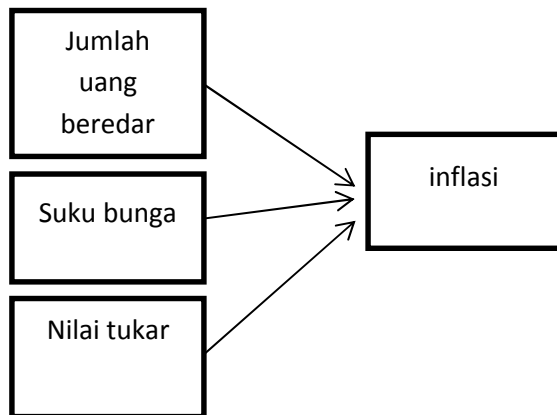 Jumlah
uang
beredar
Suku bunga
Nilai tukar
inflasi